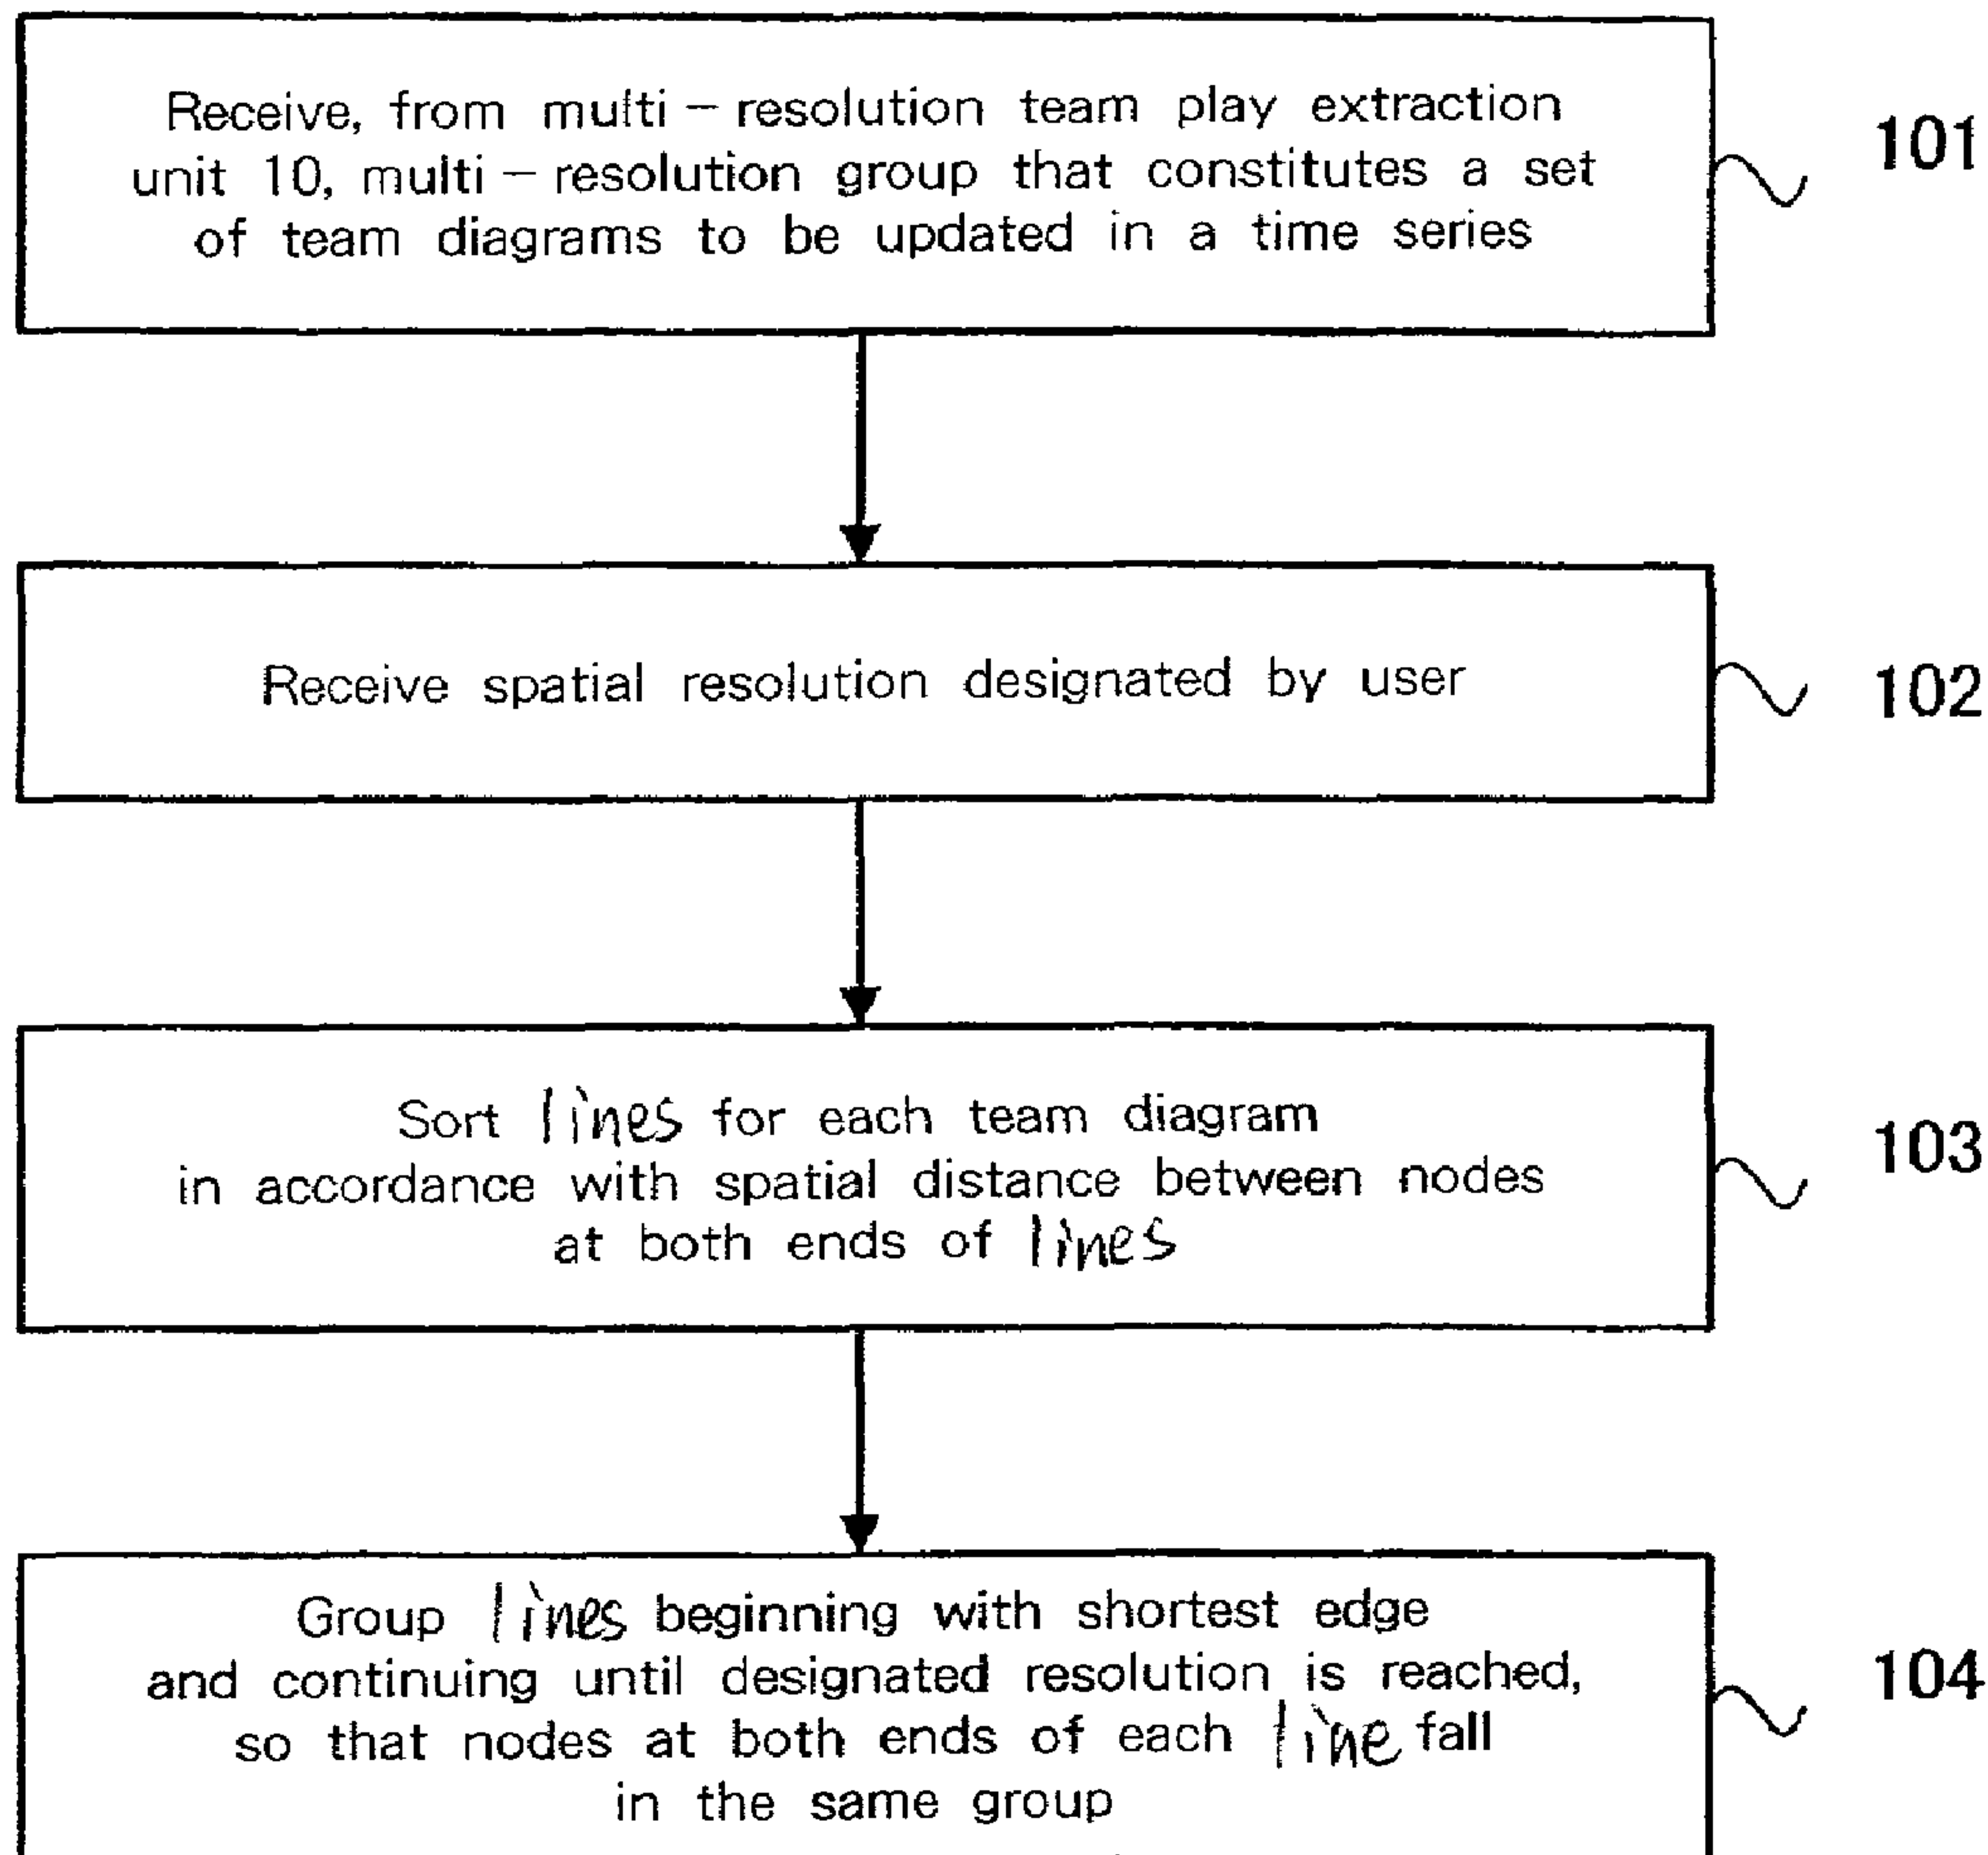 Receive, from multi-resolution team play extraction
unit 10, multi-resolution group that constitutes a set
of team diagrams to be updated in a time series
101
Receive spatial resolution designated by user
102
Sort lines for each team diagram
in accordance with spatial distance between nodes
at both ends of lines
103
Group lines beginning with shortest edge
and continuing until designated resolution is reached,
so that nodes at both ends of each line fall
in the same group
104